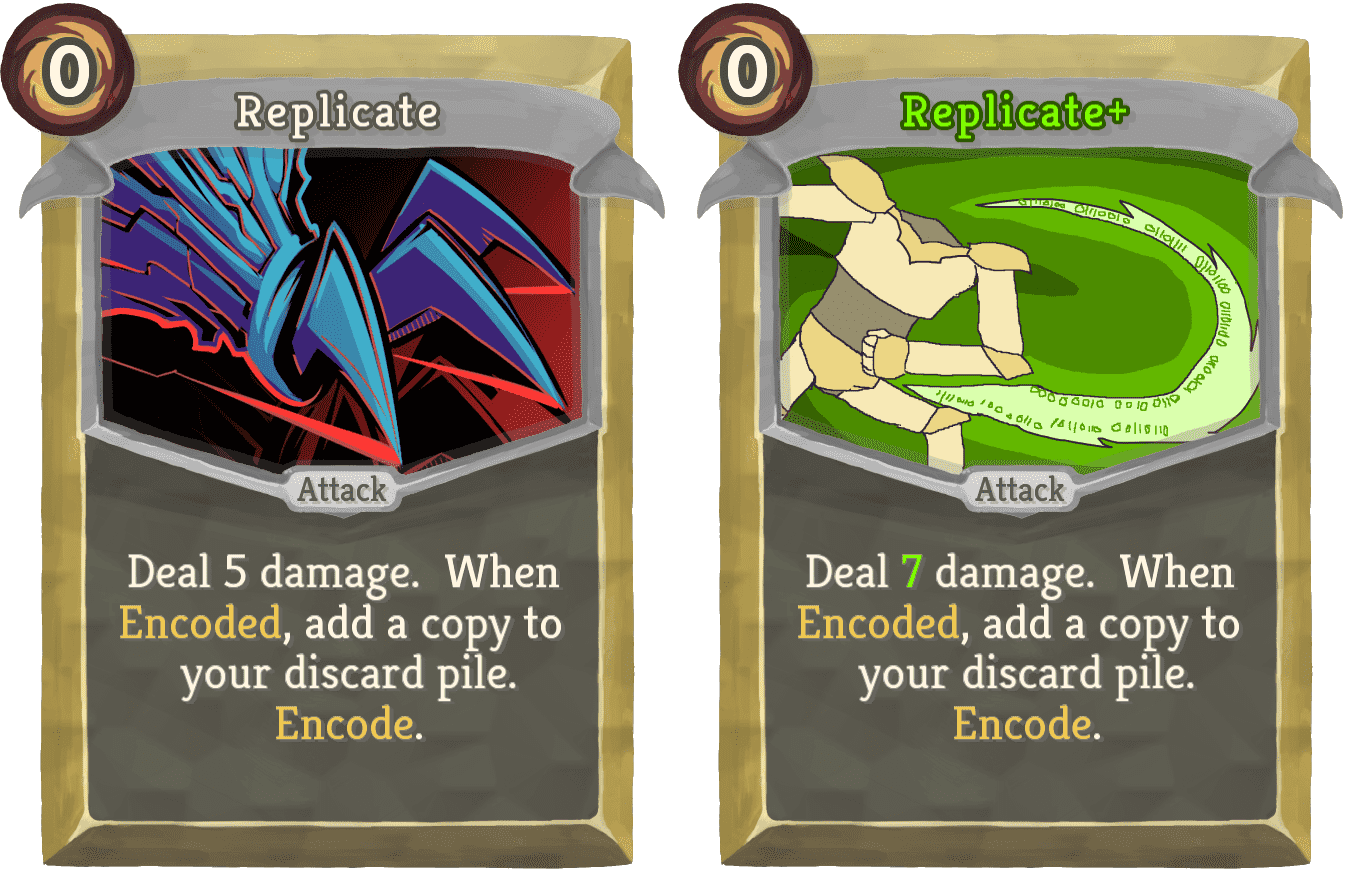 0
Replicate
Attack
Deal 5 damage.  When
Encoded, add a copy to
your discard pile.
Encode.
0
Replicate+
Attack
Deal 7 damage.  When
Encoded, add a copy to
your discard pile.
Encode.